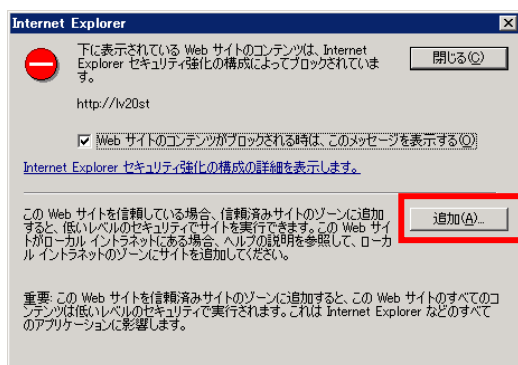 Internet Explorer
下に表示されている Web サイトのコンテンツは、Internet
Explorer セキュリティ強化の構成によってブロックされていま
す。
閉じる(C)
http://lv20st
Web サイトのコンテンツがブロックされる時は、このメッセージを表示する(O)
Internet Explorer セキュリティ強化の構成の詳細を表示します。
この Web サイトを信頼している場合、信頼済みサイトのゾーンに追加
すると、低いレベルのセキュリティでサイトを実行できます。この Web サイ
トがローカル イントラネットにある場合、ヘルプの説明を参照して、ローカ
ル イントラネットのゾーンにサイトを追加してください。
追加(A)...
重要: この Web サイトを信頼済みサイトのゾーンに追加すると、この Web サイトのすべてのコ
ンテンツは低いレベルのセキュリティで実行されます。これは Internet Explorer などのすべて
のアプリケーションに影響します。